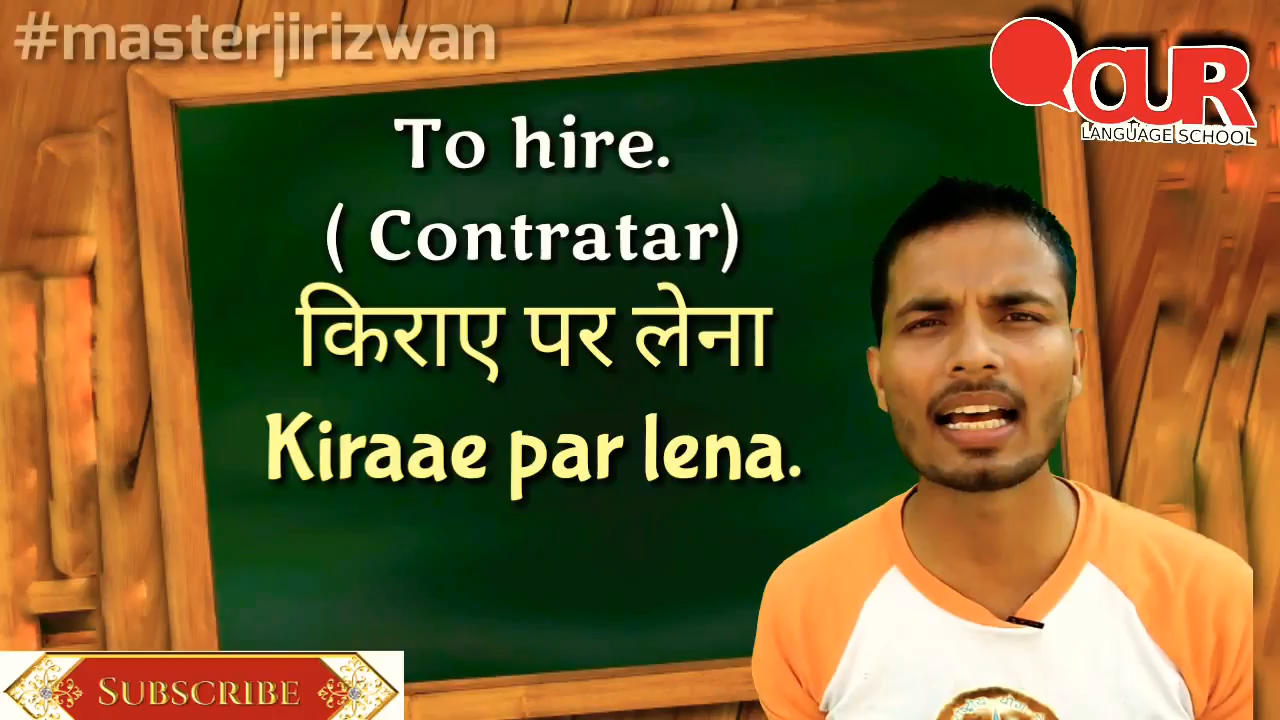 #masterjirizwan
OUR
LANGUAGE SCHOOL
To hire.
( Contratar)
किराए पर लेना
Kiraae par lena.
SUBSCRIBE